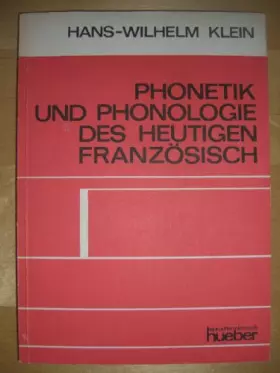 HANS-WILHELM KLEIN
PHONETIK
UND PHONOLOGIE
DES HEUTIGEN
FRANZÖSISCH
hueber